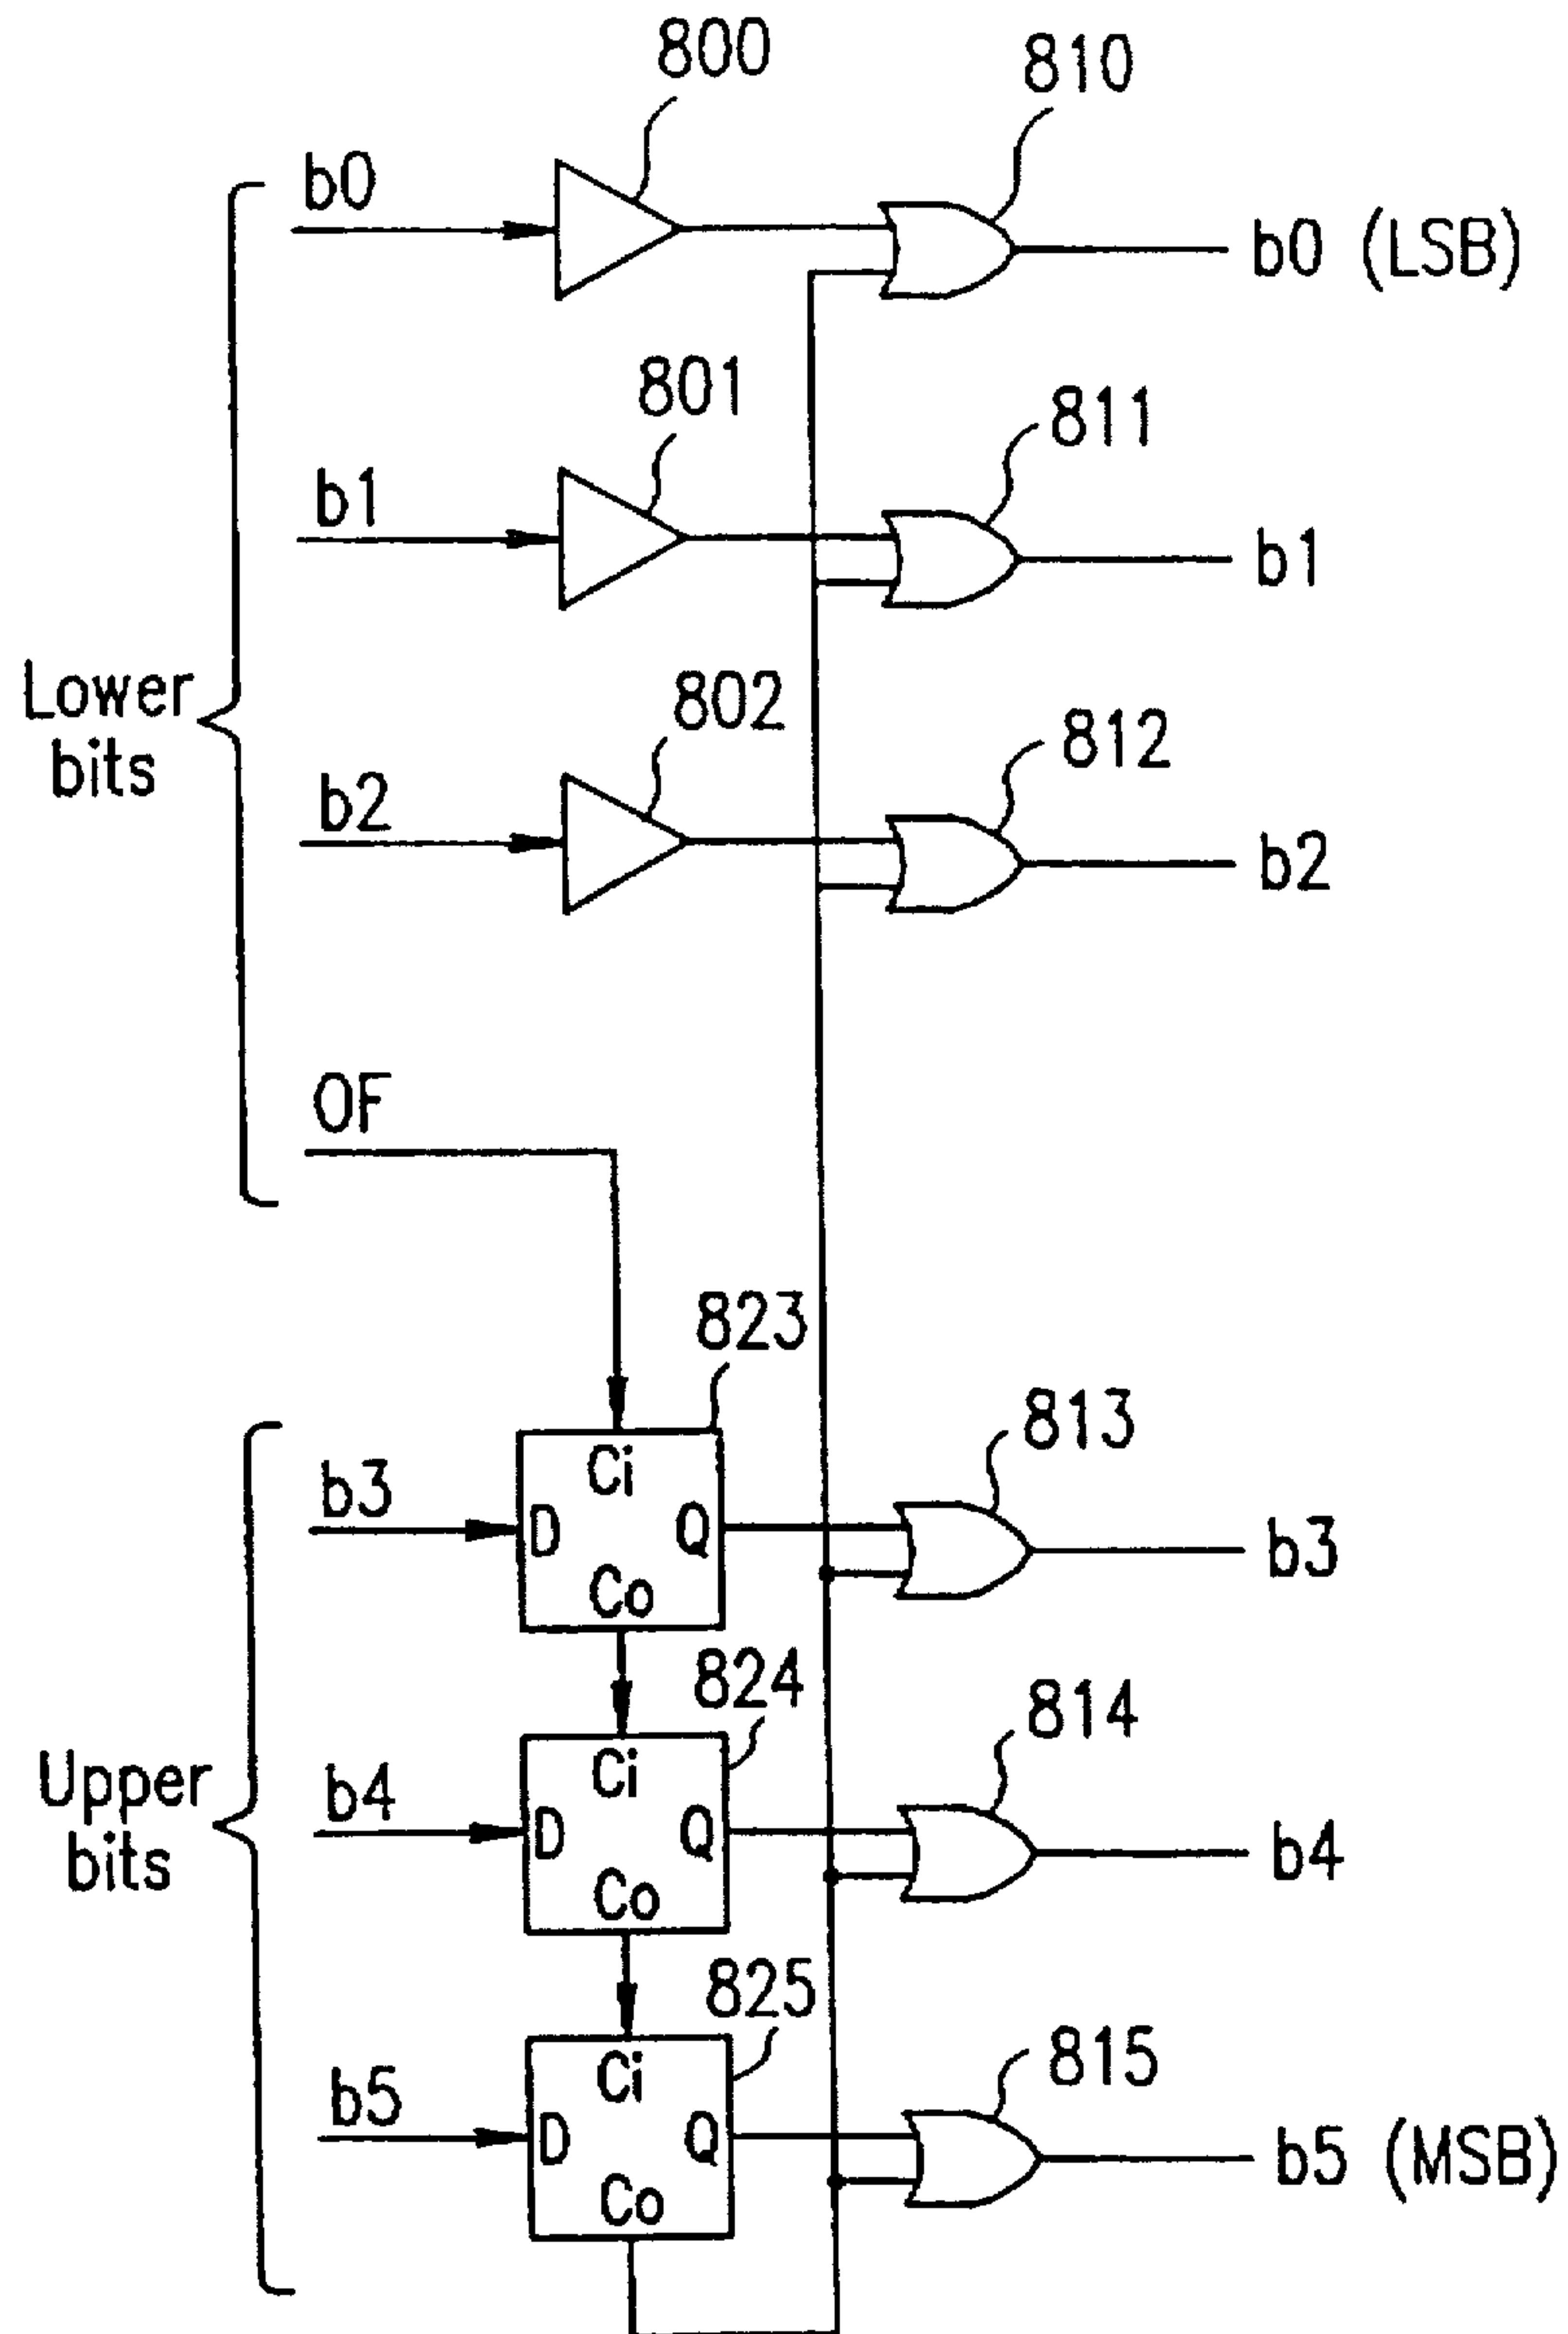 800
810
b0
b0 (LSB)
801
811
b1
b1
Lower
bits
802
812
b2
b2
OF
823
813
b3
Ci
D
Q
Co
b3
Upper
bits
824
814
b4
Ci
D
Q
Co
b4
825
815
b5
Ci
D
Q
Co
b5 (MSB)